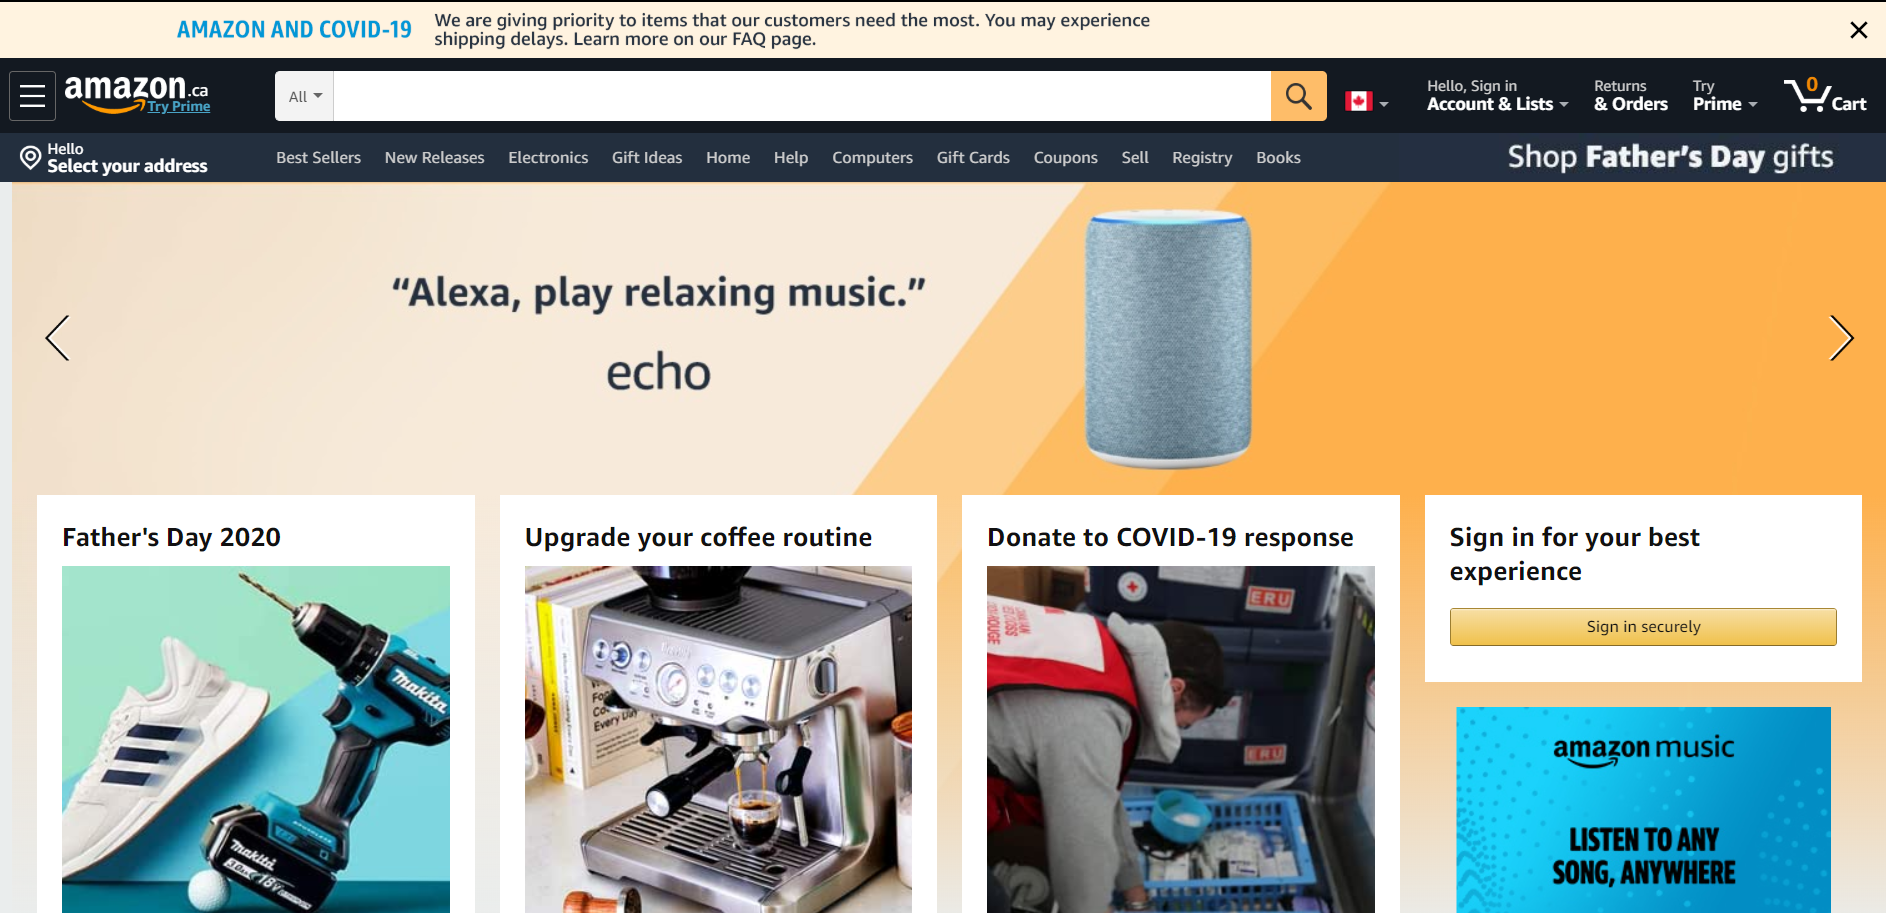 AMAZON AND COVID-19
We are giving priority to items that our customers need the most. You may experience
shipping delays. Learn more on our FAQ page.
amazon.ca
Try Prime
All
0
Hello, Sign in
Account & Lists
Returns
& Orders
Try
Prime
Cart
Hello
Select your address
Best Sellers
New Releases
Electronics
Gift Ideas
Home
Help
Computers
Gift Cards
Coupons
Sell
Registry
Books
Shop Father's Day gifts
“Alexa, play relaxing music.”
echo
Father's Day 2020
makita
makita
18V
Upgrade your coffee routine
Every Day
Donate to COVID-19 response
ERU
ERU
Sign in for your best
experience
Sign in securely
amazon music
LISTEN TO ANY
SONG, ANYWHERE